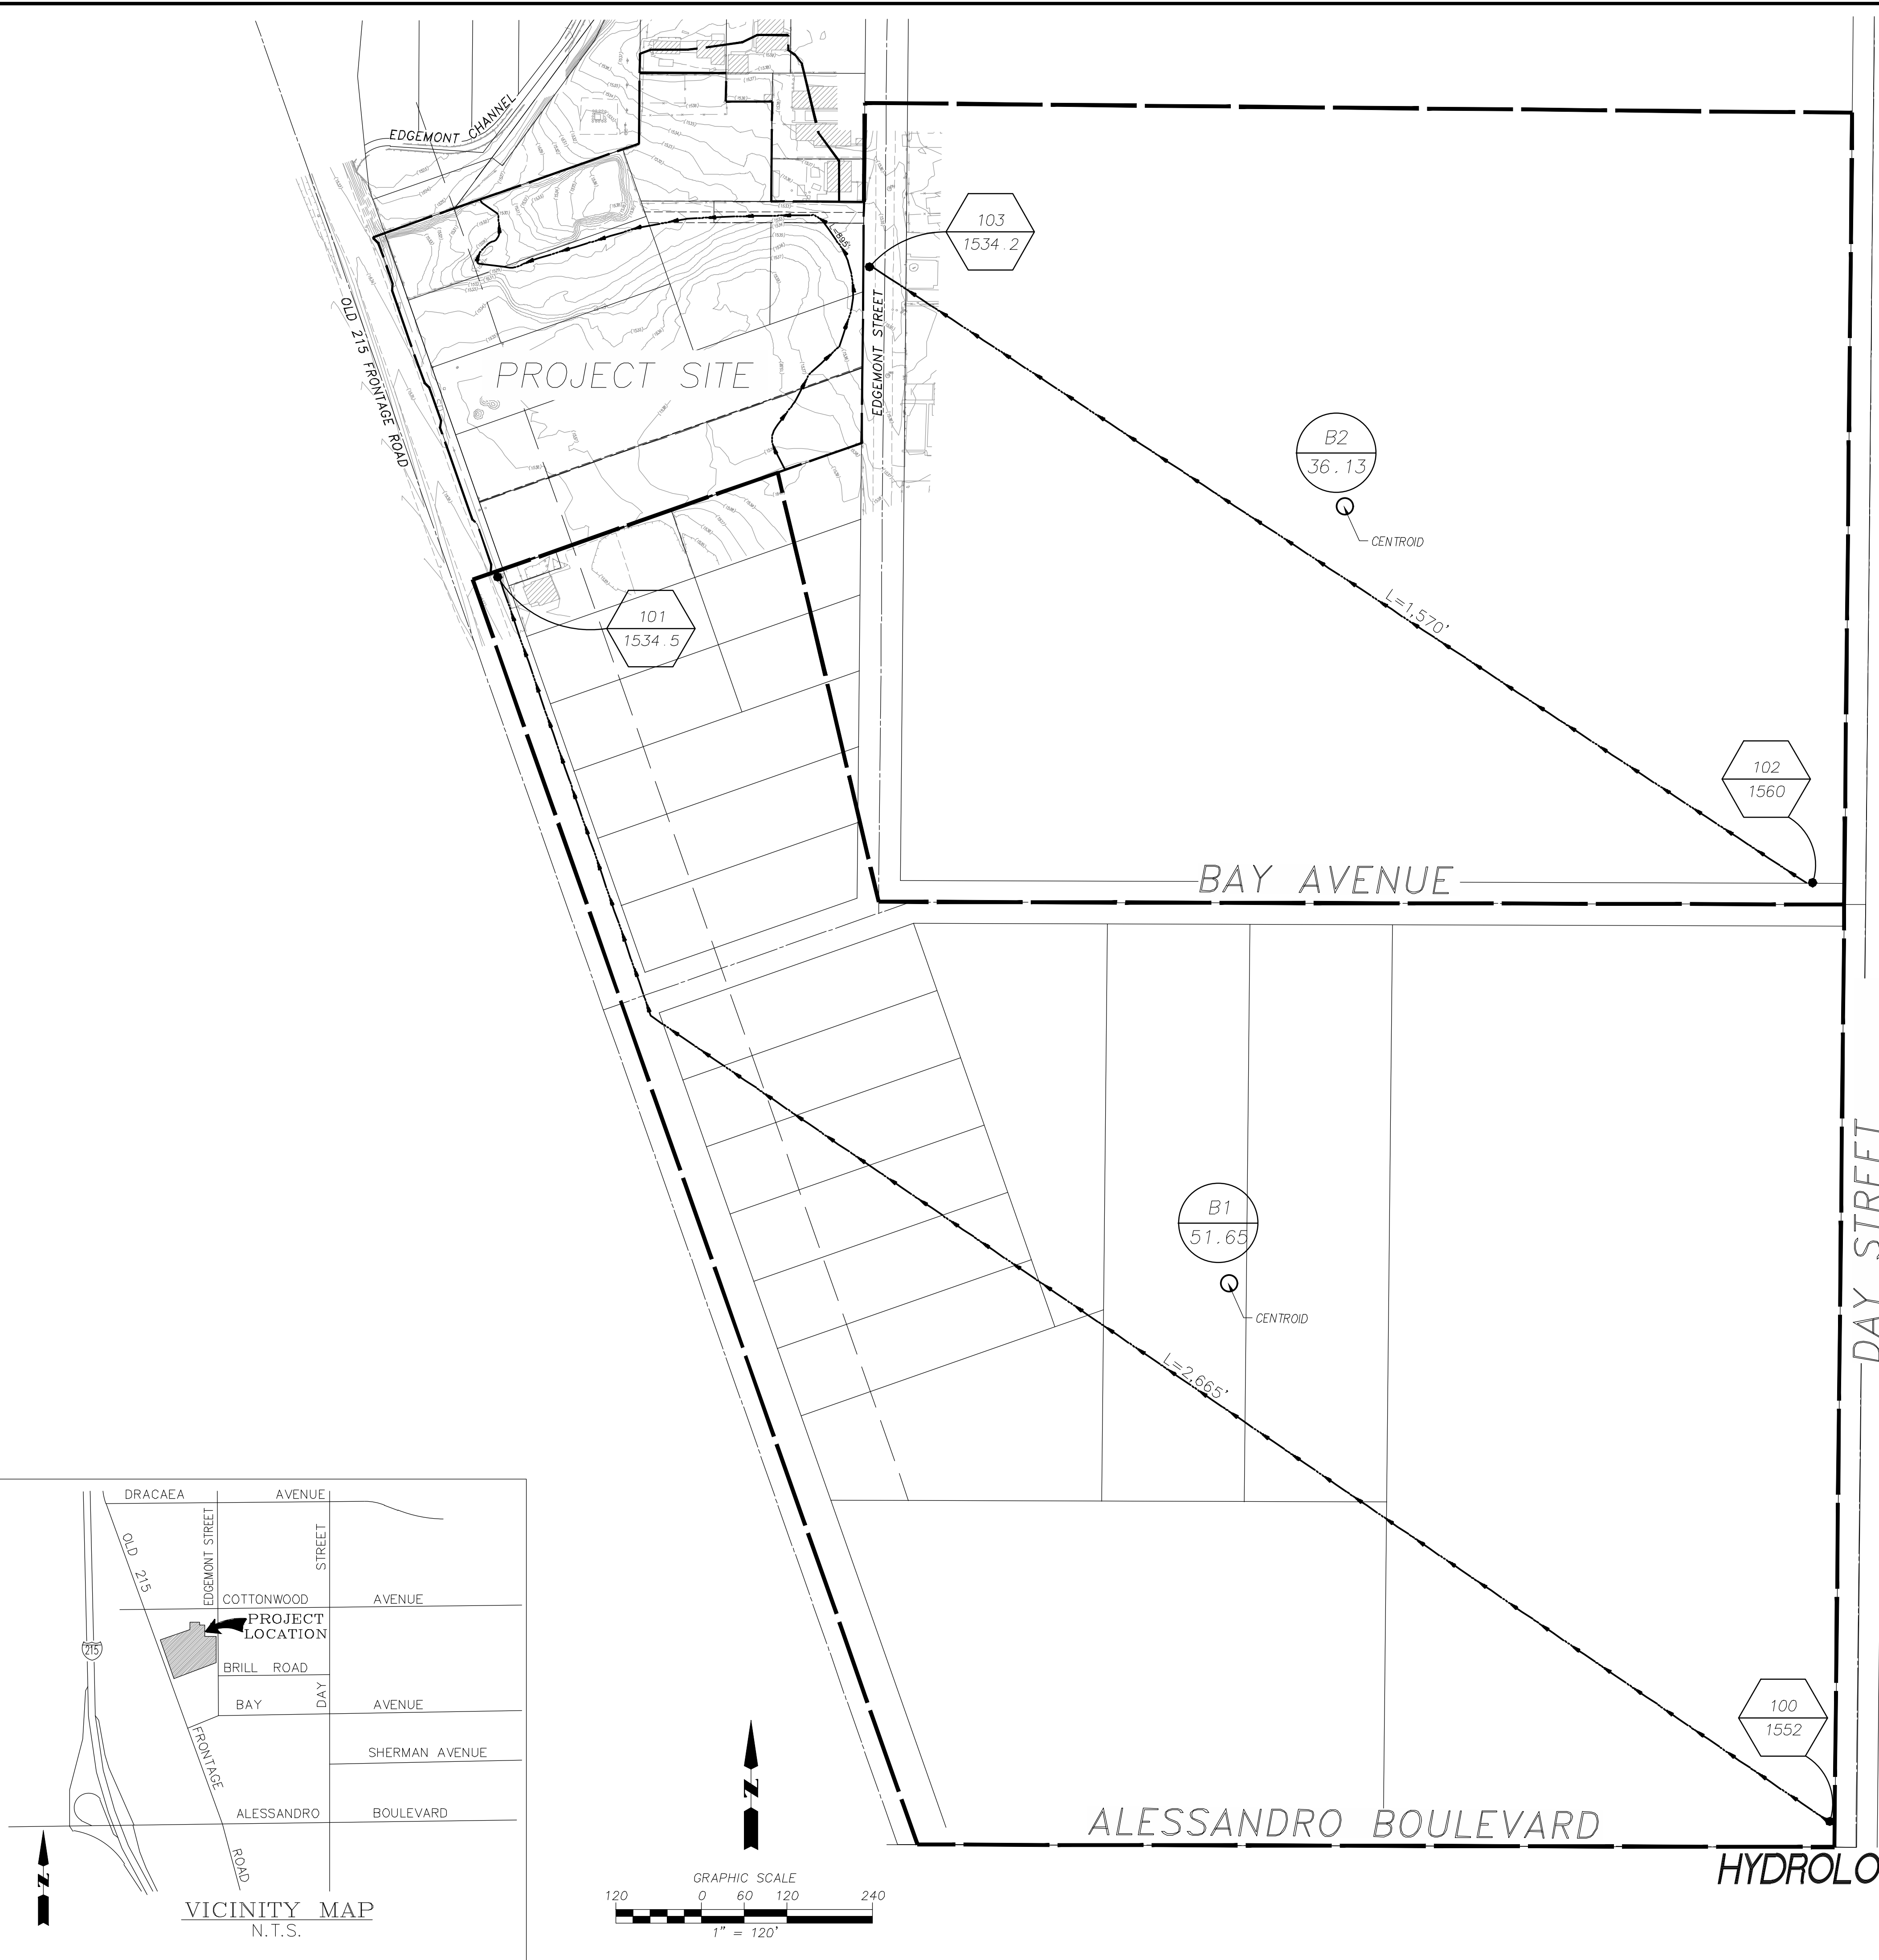 EDGEMONT CHANNEL
OLD 215 FRONTAGE ROAD
PROJECT SITE
EDGEMONT STREET
L=895'
103
1534.2
101
1534.5
B2
36.13
CENTROID
L=1,570'
102
1560
BAY AVENUE
DAY STREET
B1
51.65
CENTROID
L=2,665'
100
1552
ALESSANDRO BOULEVARD
HYDROLO
DRACAEA AVENUE
OLD 215
EDGEMONT STREET
STREET
COTTONWOOD AVENUE
PROJECT
LOCATION
215
BRILL ROAD
DAY
BAY AVENUE
FRONTAGE
SHERMAN AVENUE
ALESSANDRO BOULEVARD
ROAD
N
VICINITY MAP
N.T.S.
N
GRAPHIC SCALE
120 0 60 120 240
1" = 120'